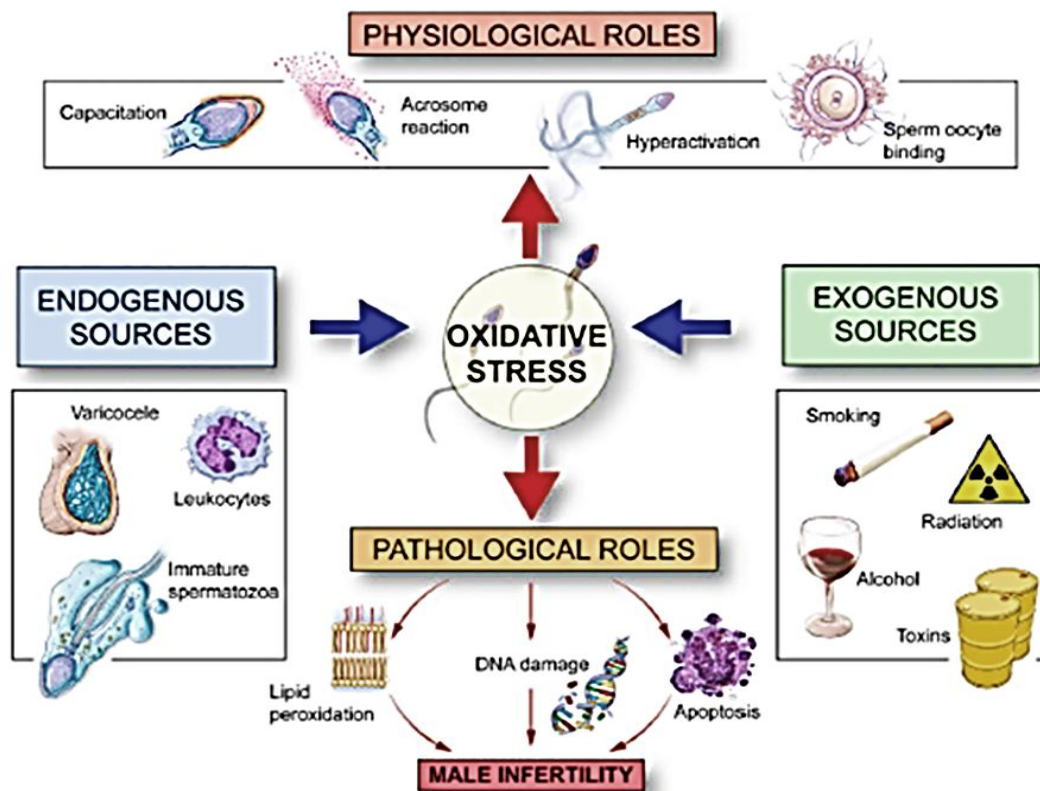 PHYSIOLOGICAL ROLES
Capacitation
Acrosome
reaction
Hyperactivation
Sperm oocyte
binding
ENDOGENOUS
SOURCES
OXIDATIVE
STRESS
EXOGENOUS
SOURCES
Varicocele
Leukocytes
Immature
spermatozoa
Smoking
Radiation
Alcohol
Toxins
PATHOLOGICAL ROLES
Lipid
peroxidation
DNA damage
Apoptosis
MALE INFERTILITY